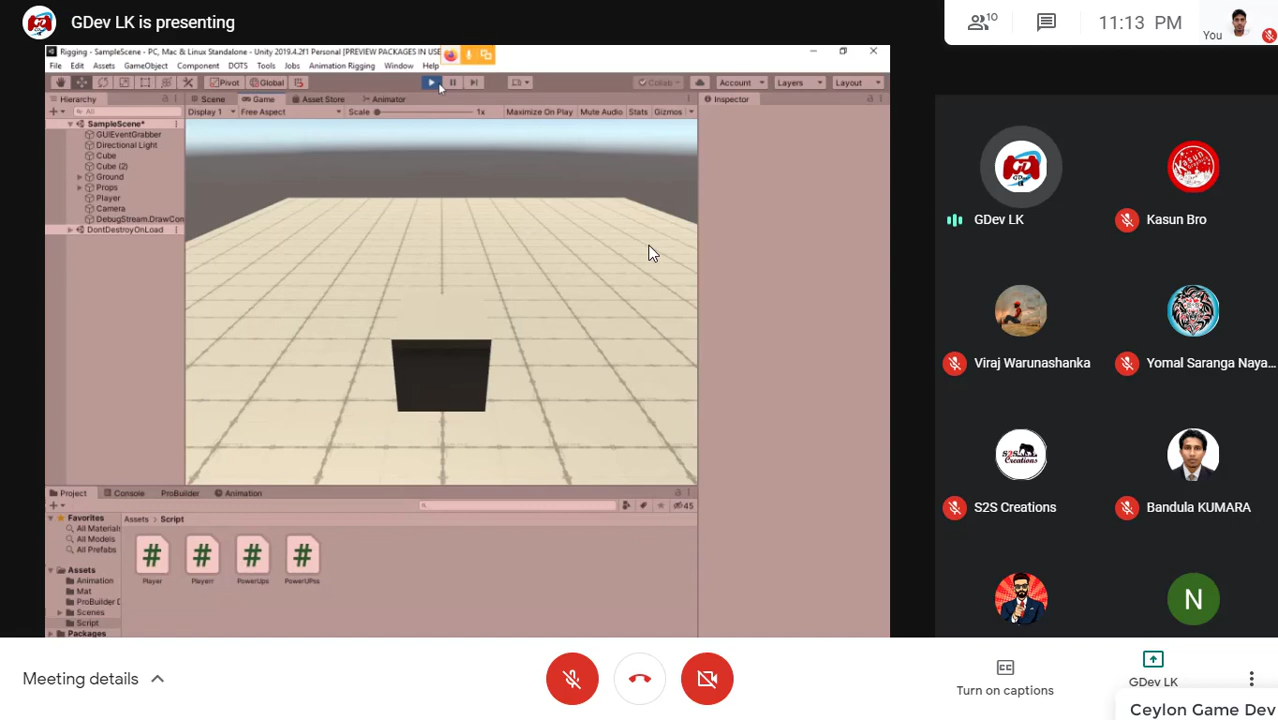 GDev LK is presenting
10
11:13 PM
You
Rigging - SampleScene - PC, Mac & Linux Standalone - Unity 2019.4.2f1 Personal [PREVIEW PACKAGES IN USE
File Edit Assets GameObject Component DOTS Tools Jobs Animation Rigging Window Help
Pivot Global Collab Account Layers Layout
Hierarchy Scene Game Asset Store Animator Inspector
All Display 1 Free Aspect Scale 1x Maximize On Play Mute Audio Stats Gizmos
SampleScene*
GUIEventGrabber
Directional Light
Cube
Cube (2)
Ground
Props
Player
Camera
DebugStream.DrawCon
DontDestroyOnLoad
Project Console ProBuilder Animation
45
Favorites
All Material
All Models
All Prefabs
Assets
Animation
Mat
ProBuilder D
Scenes
Script
Packages
Assets > Script
Player Playerr PowerUps PowerUPos
GDev LK
Kasun Bro
Viraj Warunashanka
Yomal Saranga Naya...
S2S Creations
Bandula KUMARA
N
Meeting details
Turn on captions
GDev LK
Ceylon Game Dev